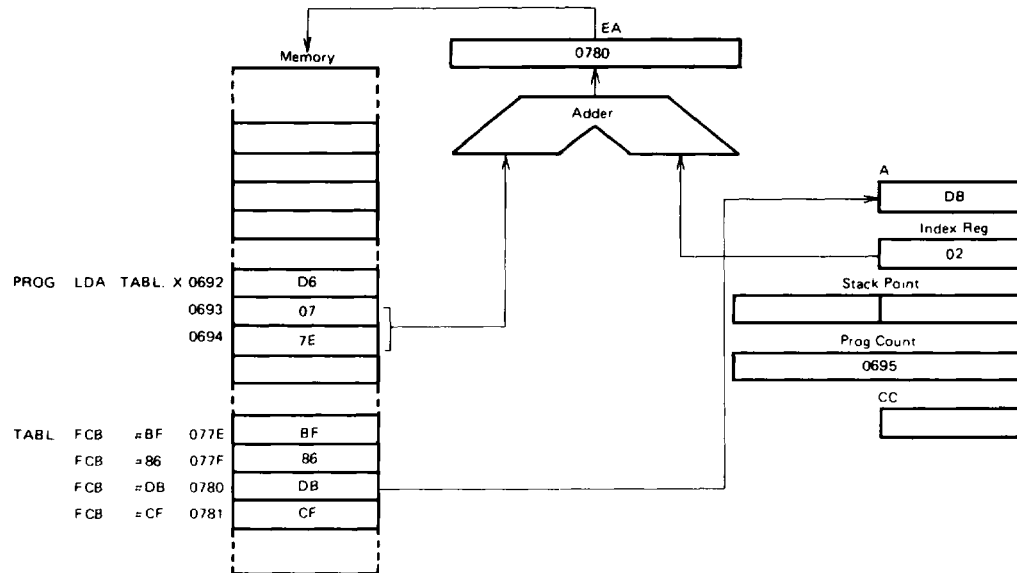 EA
0780
Memory
Adder
A
DB
Index Reg
02
PROG LDA TABL. X 0692 D6
Stack Point
0693 07
0694 7E
Prog Count
0695
CC
TABL FCB =BF 077E BF
FCB =86 077F 86
FCB =DB 0780 DB
FCB =CF 0781 CF